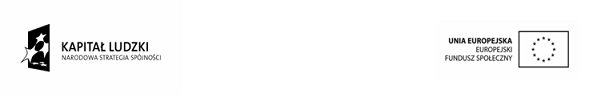 KAPITAŁ LUDZKI
NARODOWA STRATEGIA SPÓJNOŚCI
UNIA EUROPEJSKA
EUROPEJSKI
FUNDUSZ SPOŁECZNY